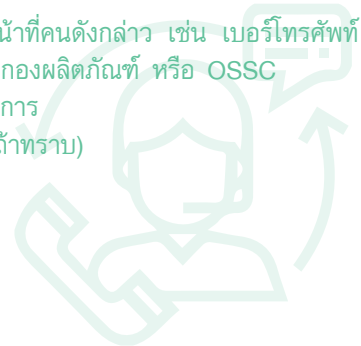 น้าที่คนดังกล่าว เช่น เบอร์โทรศัพท์
กองผลิตภัณฑ์ หรือ OSSC
การ
ถ้าทราบ)